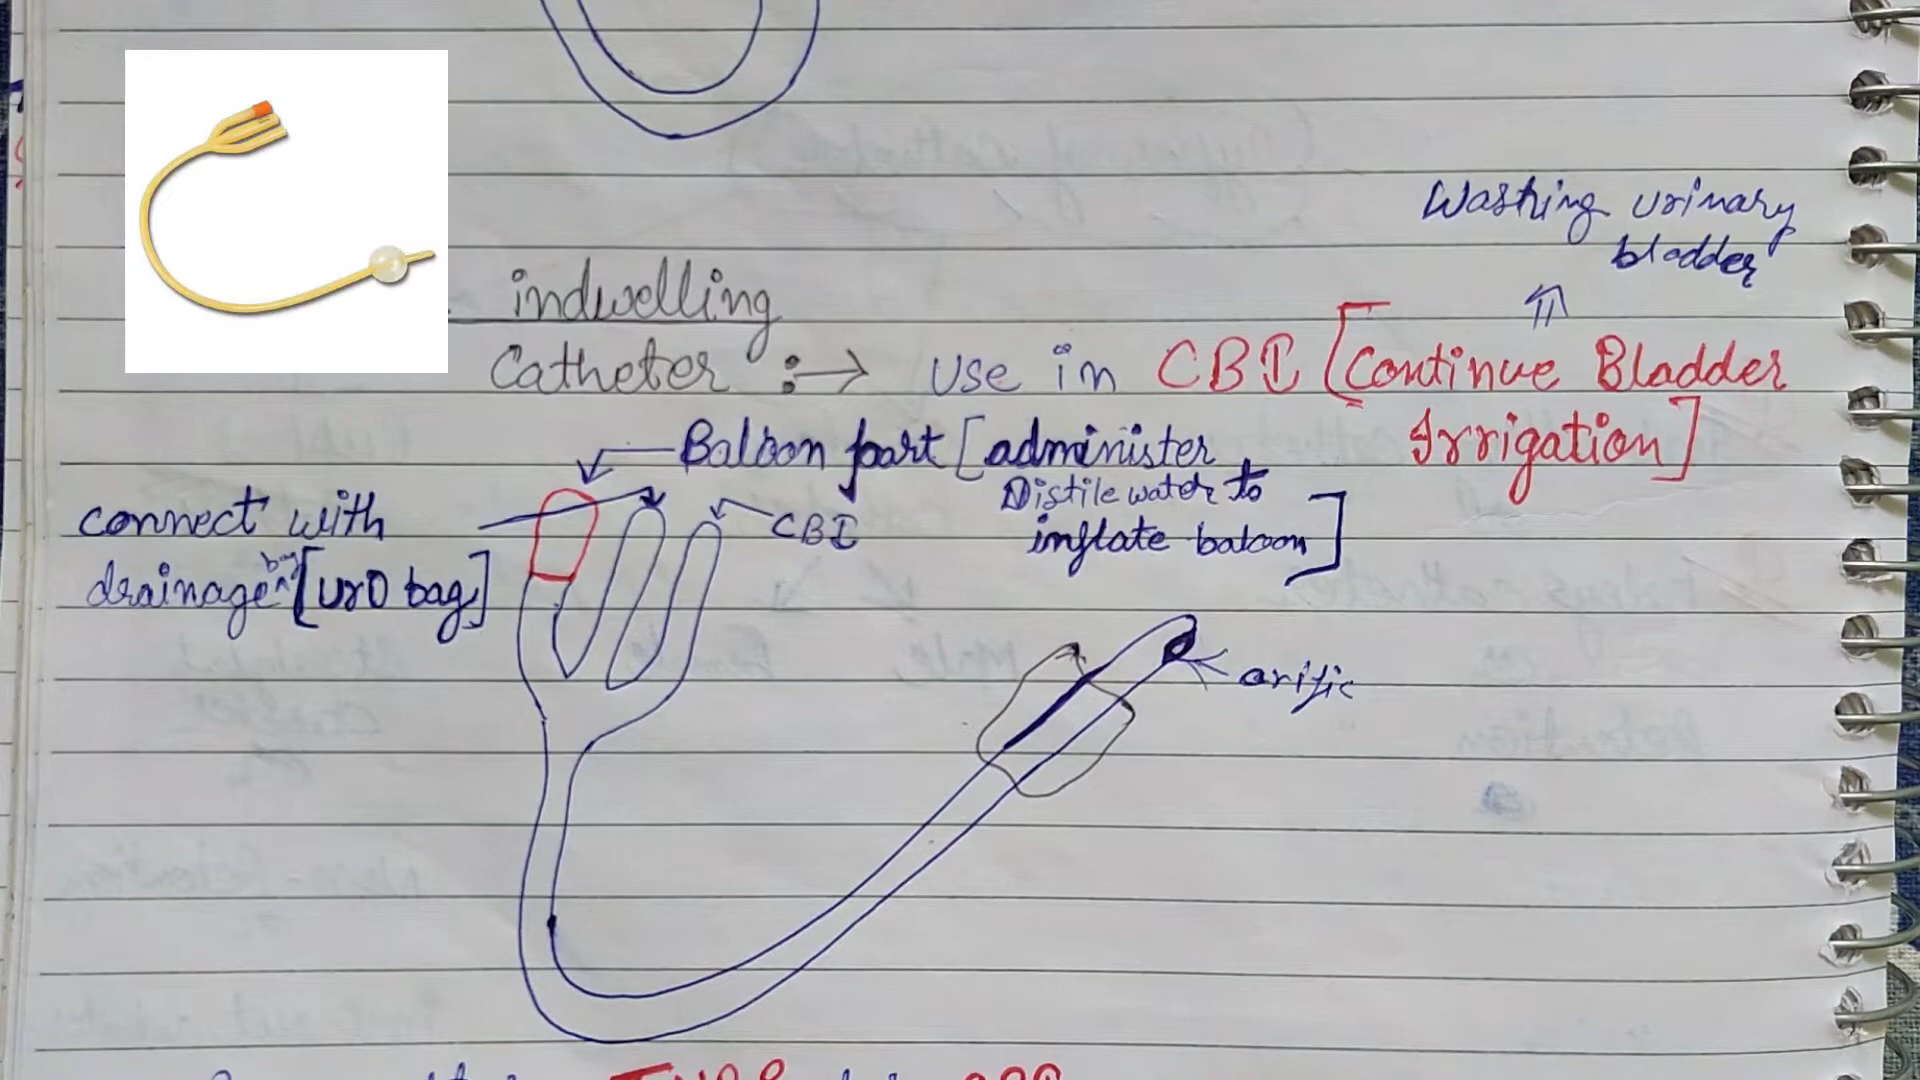 Washing urinary
bladder
indwelling
Catheter :→ use in CBI [Continue Bladder
Irrigation]
Baloon part [administer
Distile water to
inflate baloon]
connect with
drainage bag [Uro bag]
CBI
orific